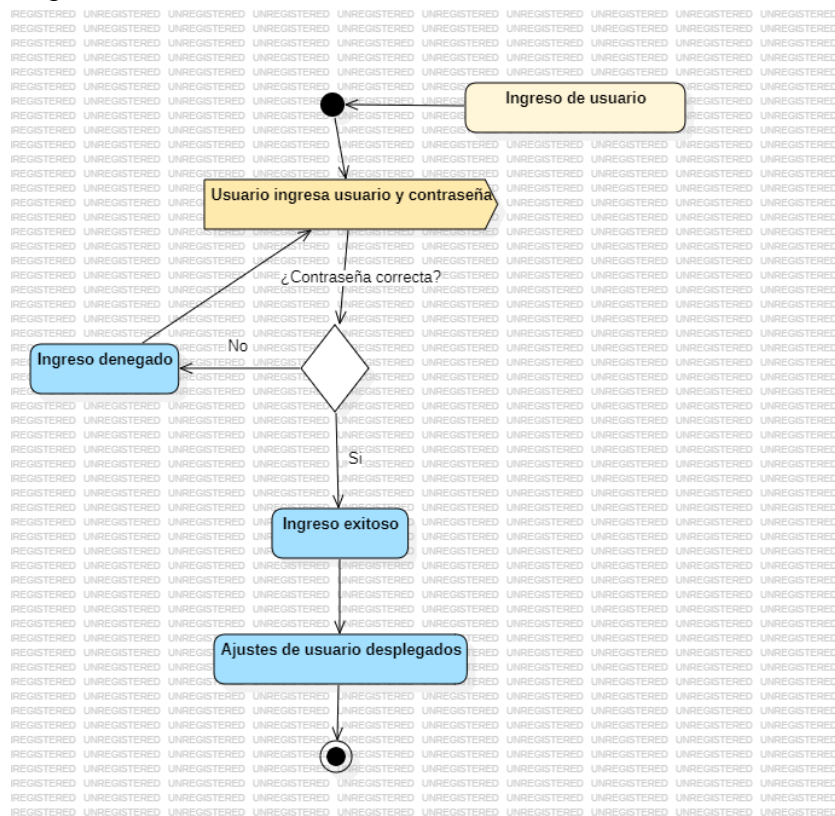 Ingreso de usuario
Usuario ingresa usuario y contraseña
¿Contraseña correcta?
No
Ingreso denegado
Si
Ingreso exitoso
Ajustes de usuario desplegados
UNREGISTERED